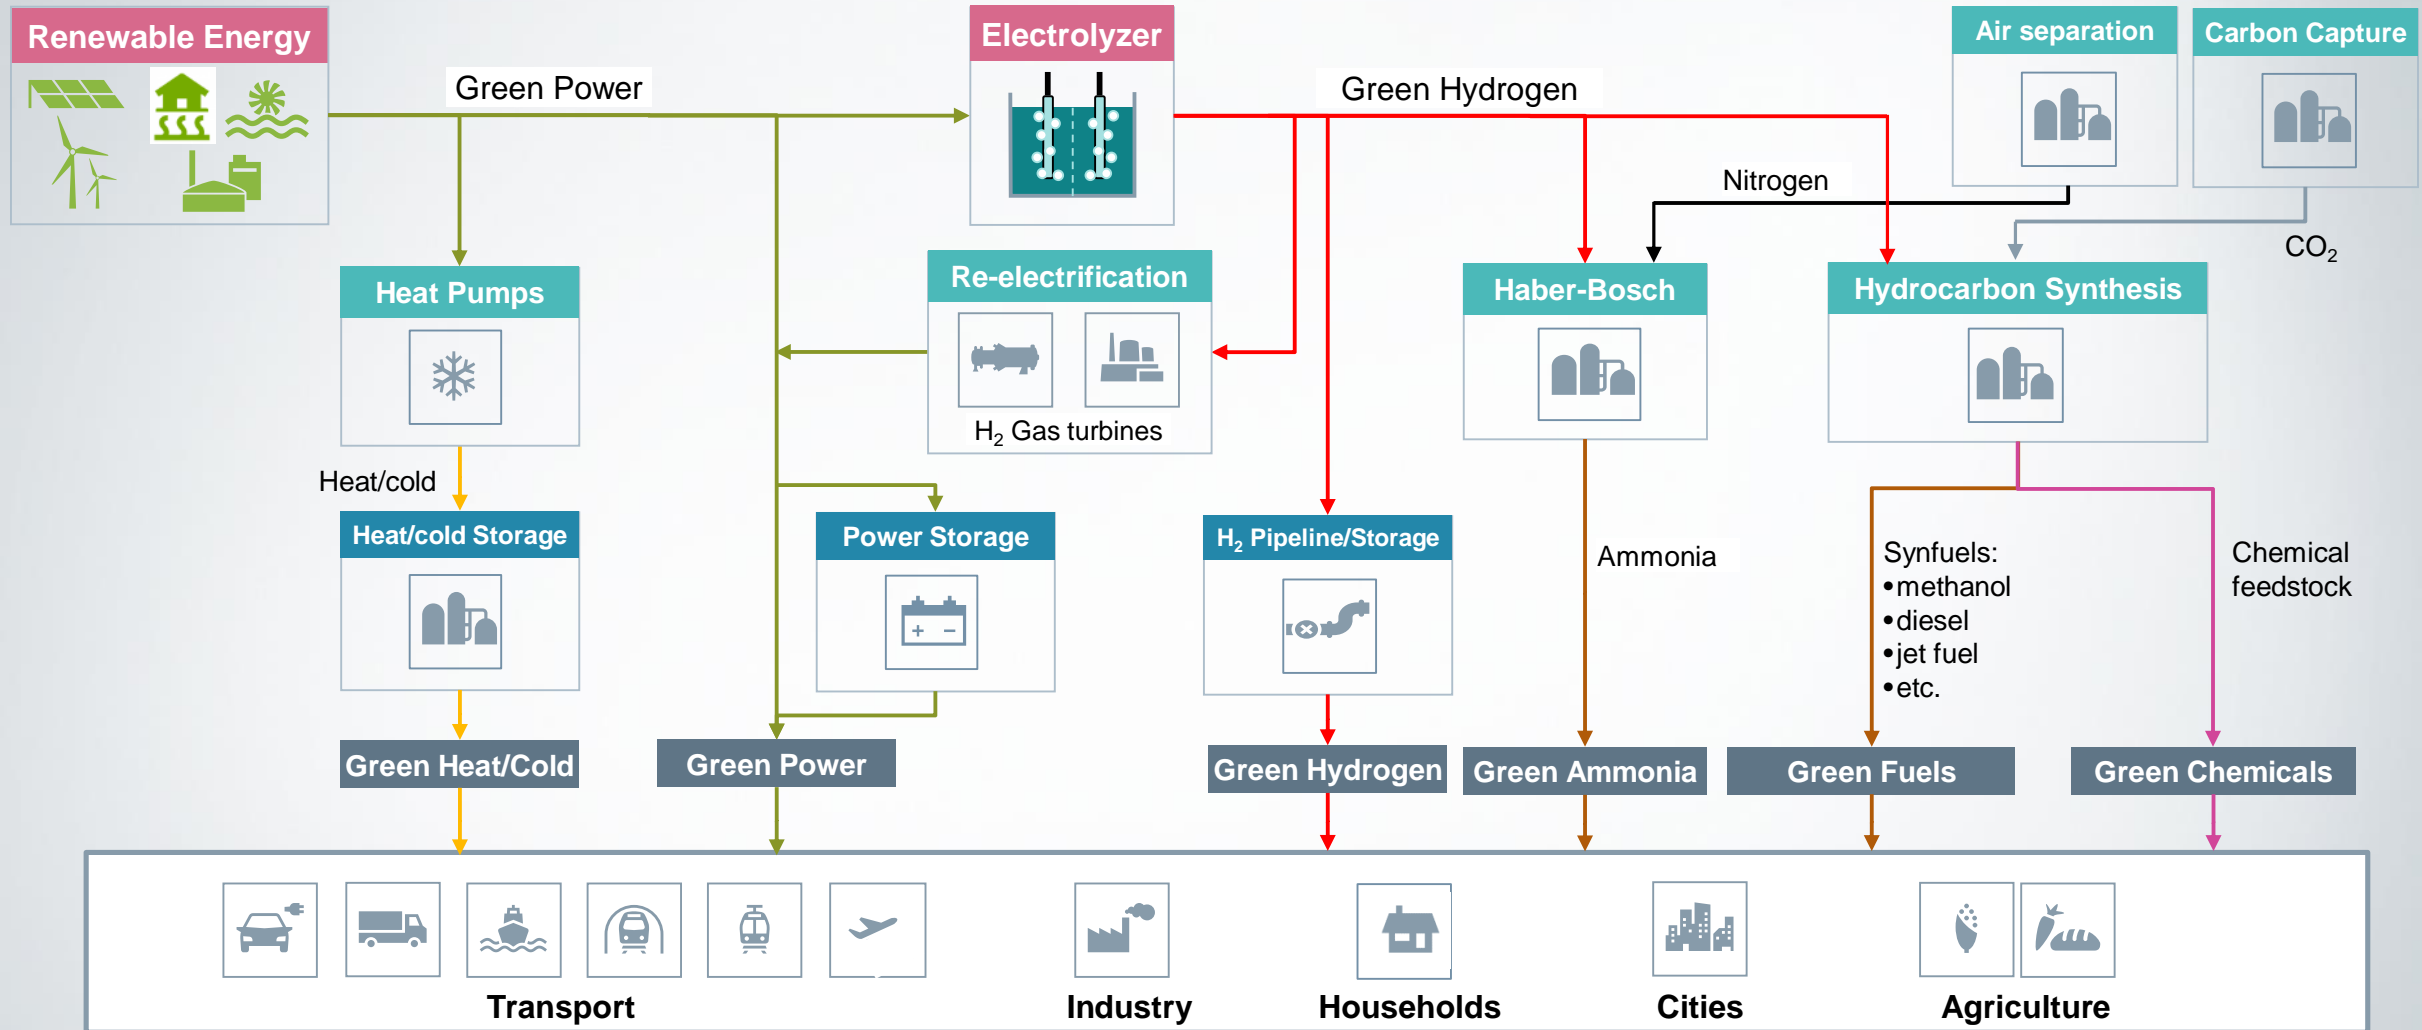 Renewable Energy
Electrolyzer
Air separation
Carbon Capture
Green Power
Green Hydrogen
Nitrogen
CO₂
Heat Pumps
Re-electrification
H₂ Gas turbines
Haber-Bosch
Hydrocarbon Synthesis
Heat/cold
Heat/cold Storage
Power Storage
H₂ Pipeline/Storage
Ammonia
Synfuels:
•methanol
•diesel
•jet fuel
•etc.
Chemical
feedstock
+ −
Green Heat/Cold
Green Power
Green Hydrogen
Green Ammonia
Green Fuels
Green Chemicals
Transport
Industry
Households
Cities
Agriculture